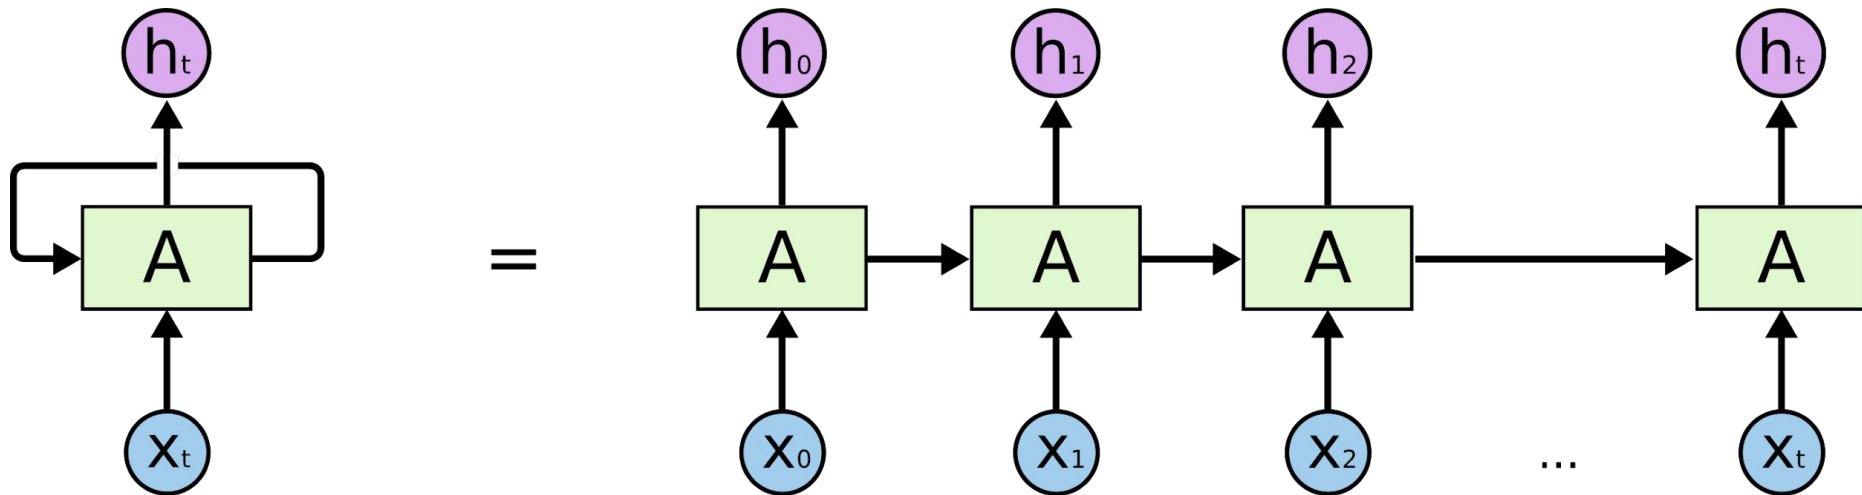 hₜ h₀ h₁ h₂ hₜ
A = A A A A
xₜ x₀ x₁ x₂ ... xₜ